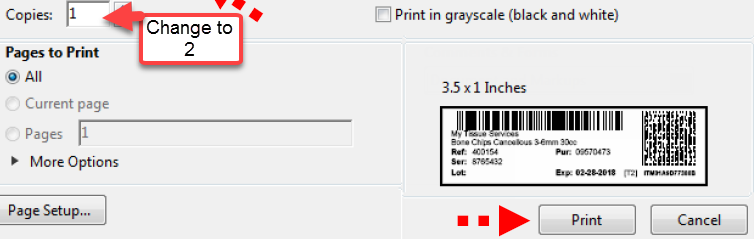 Copies: 1
Change to
2
Print in grayscale (black and white)
Pages to Print
All
Current page
Pages 1
More Options
Page Setup...
3.5 x 1 Inches
My Tissue Services
Bone Chips Cancellous 3-6mm 30cc
Ref: 400154 Pur: 09570473
Ser: 8765432
Lot: Exp: 02-28-2018 [T2]
Print
Cancel